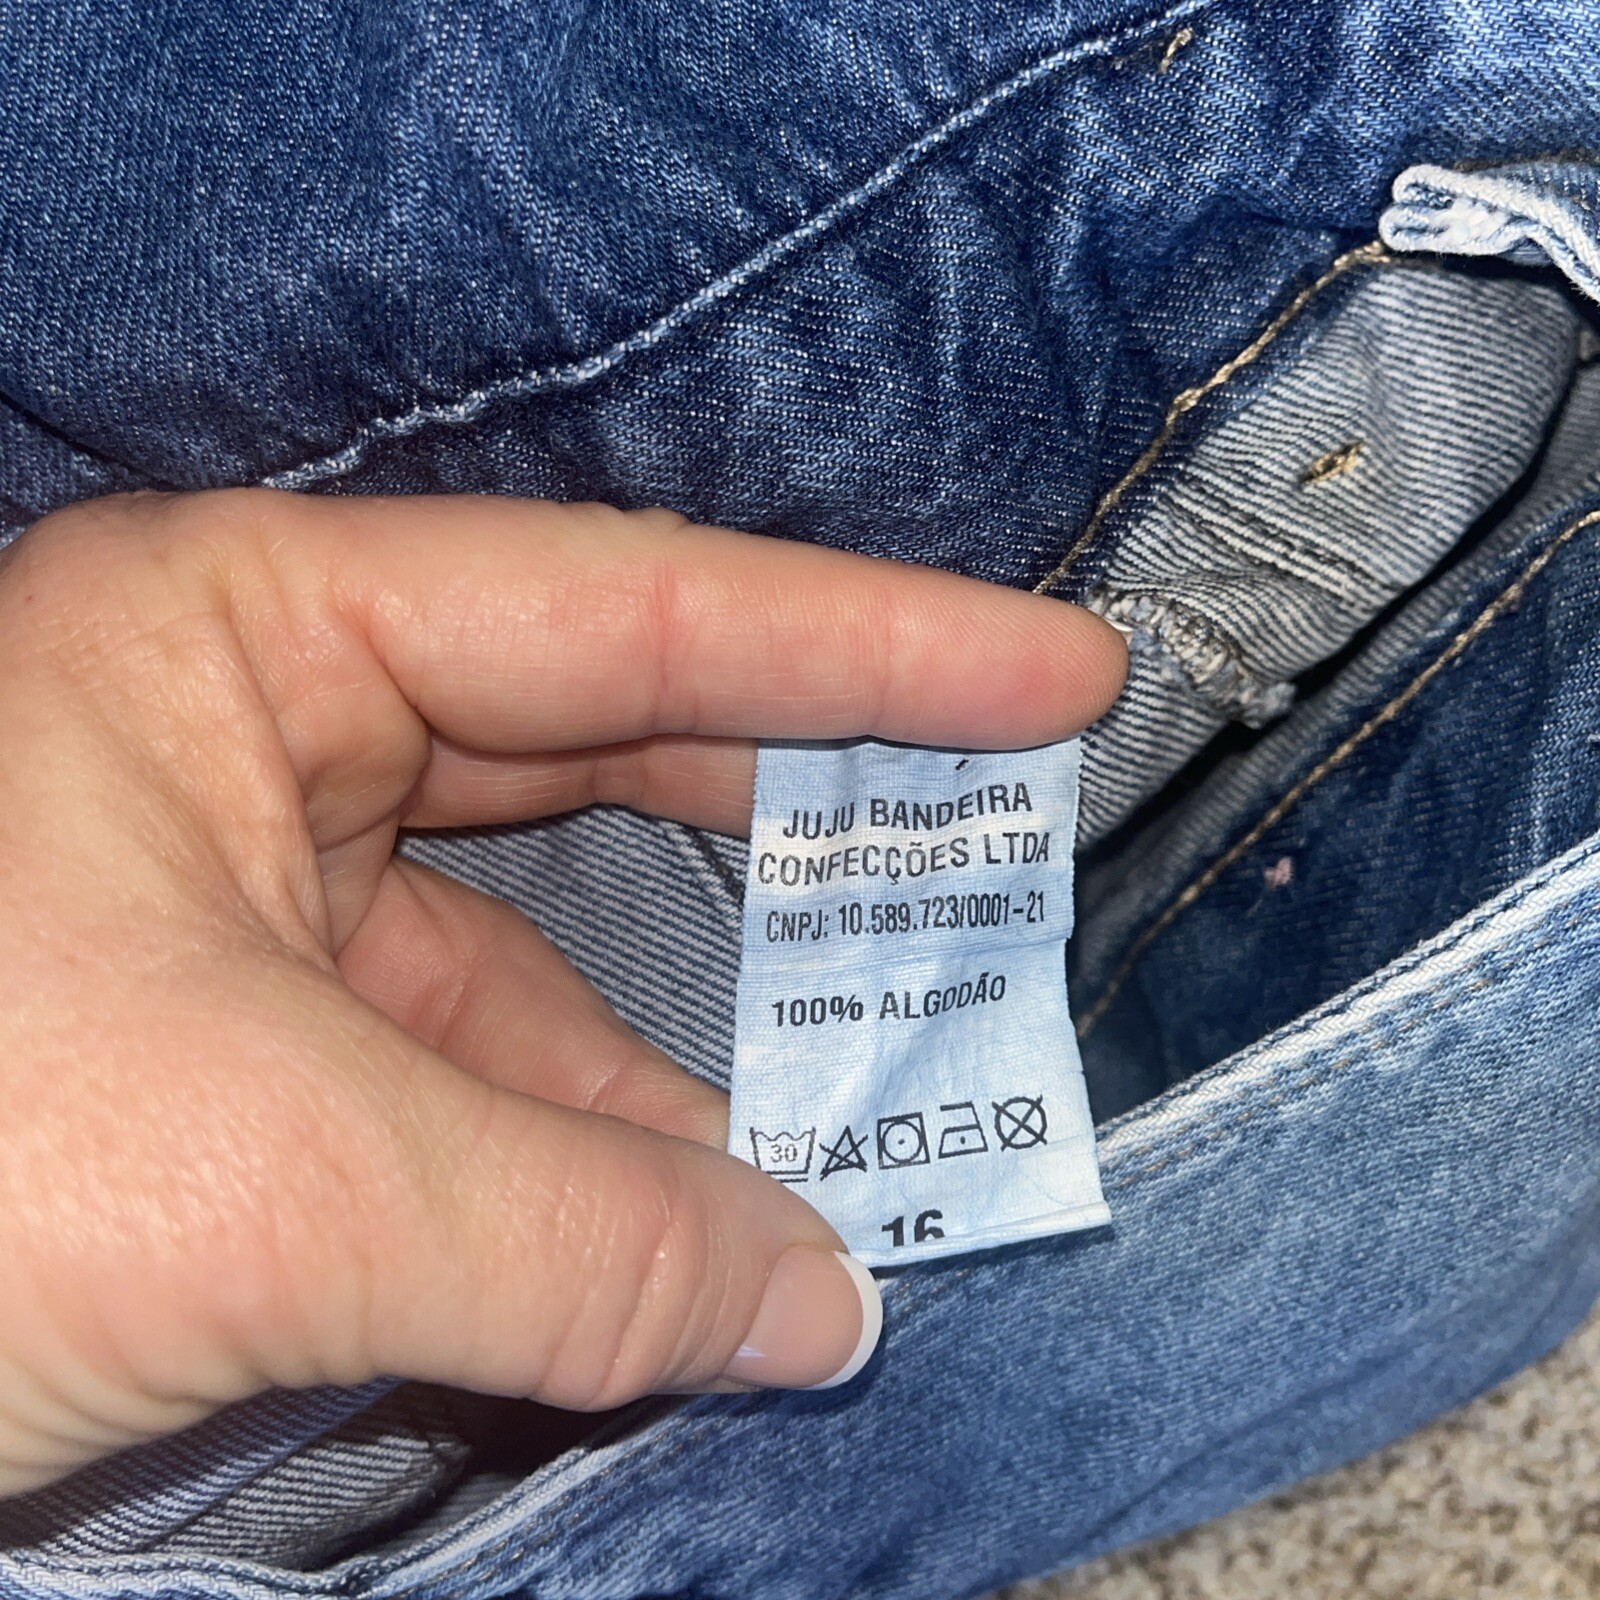 JUJU BANDEIRA
CONFECÇÕES LTDA
CNPJ: 10.589.723/0001-21
100% ALGODÃO
30
16